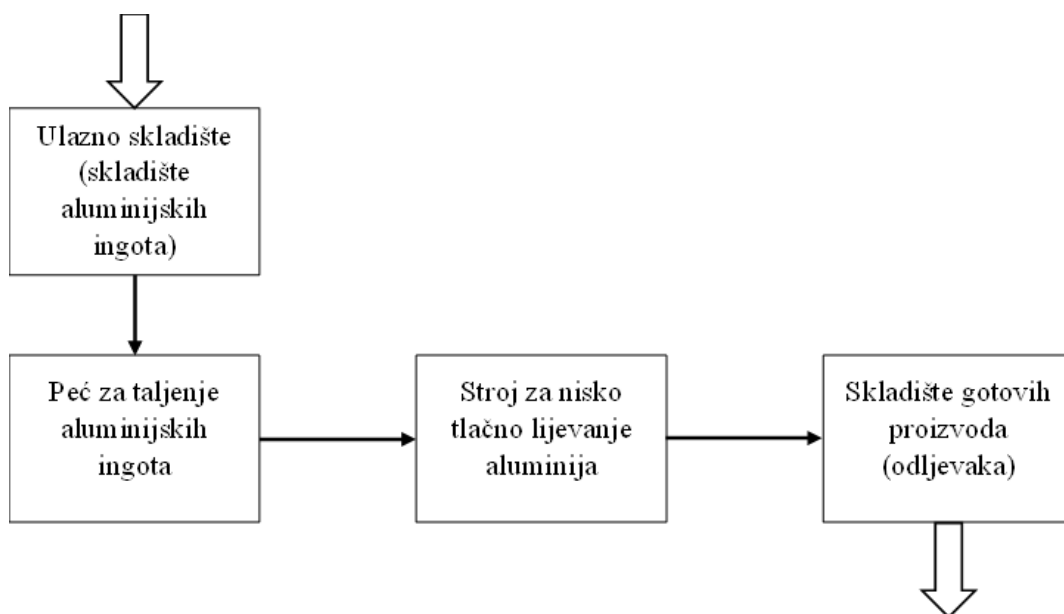 Ulazno skladište
(skladište
aluminijskih
ingota)
Peć za taljenje
aluminijskih
ingota
Stroj za nisko
tlačno lijevanje
aluminija
Skladište gotovih
proizvoda
(odljevaka)